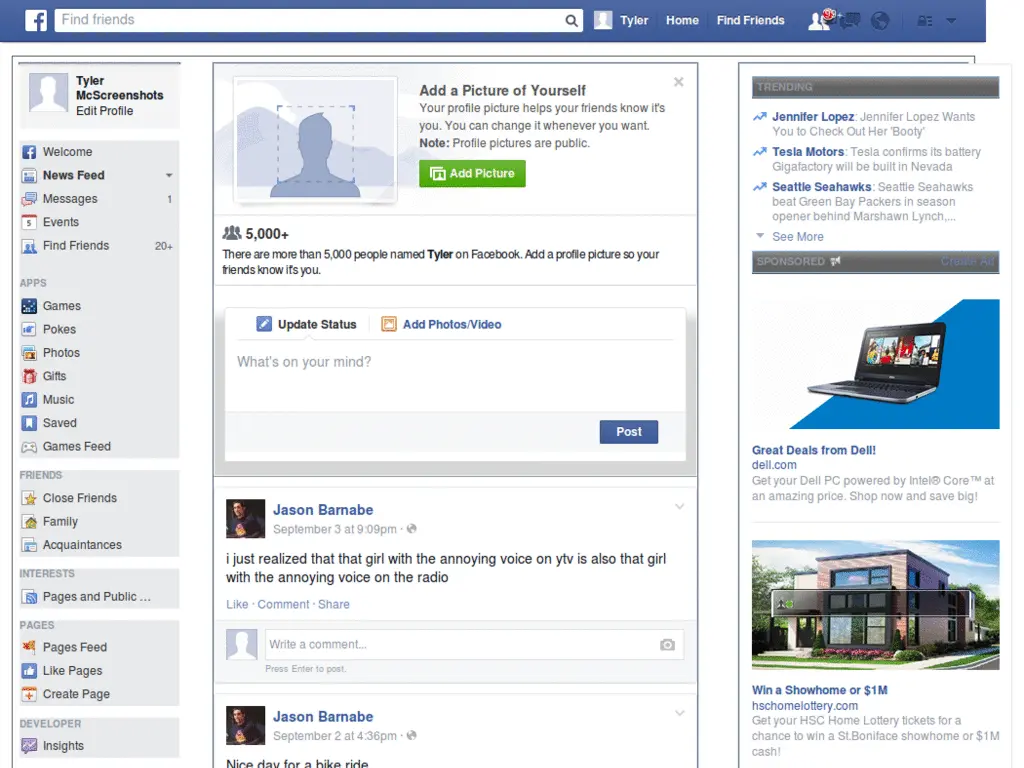 Find friends
Tyler
Home
Find Friends
Tyler
McScreenshots
Edit Profile
Welcome
News Feed
Messages 1
Events
Find Friends 20+
APPS
Games
Pokes
Photos
Gifts
Music
Saved
Games Feed
FRIENDS
Close Friends
Family
Acquaintances
INTERESTS
Pages and Public ...
PAGES
Pages Feed
Like Pages
Create Page
DEVELOPER
Insights
Add a Picture of Yourself
Your profile picture helps your friends know it's
you. You can change it whenever you want.
Note: Profile pictures are public.
Add Picture
5,000+
There are more than 5,000 people named Tyler on Facebook. Add a profile picture so your
friends know it's you.
Update Status
Add Photos/Video
What's on your mind?
Post
Jason Barnabe
September 3 at 9:09pm ·
i just realized that that girl with the annoying voice on ytv is also that girl
with the annoying voice on the radio
Like · Comment · Share
Write a comment...
Press Enter to post.
Jason Barnabe
September 2 at 4:36pm ·
Nice day for a bike ride
TRENDING
Jennifer Lopez: Jennifer Lopez Wants
You to Check Out Her 'Booty'
Tesla Motors: Tesla confirms its battery
Gigafactory will be built in Nevada
Seattle Seahawks: Seattle Seahawks
beat Green Bay Packers in season
opener behind Marshawn Lynch,...
See More
SPONSORED
Create Ad
Great Deals from Dell!
dell.com
Get your Dell PC powered by Intel® Core™ at
an amazing price. Shop now and save big!
Win a Showhome or $1M
hschomelottery.com
Get your HSC Home Lottery tickets for a
chance to win a St.Boniface showhome or $1M
cash!